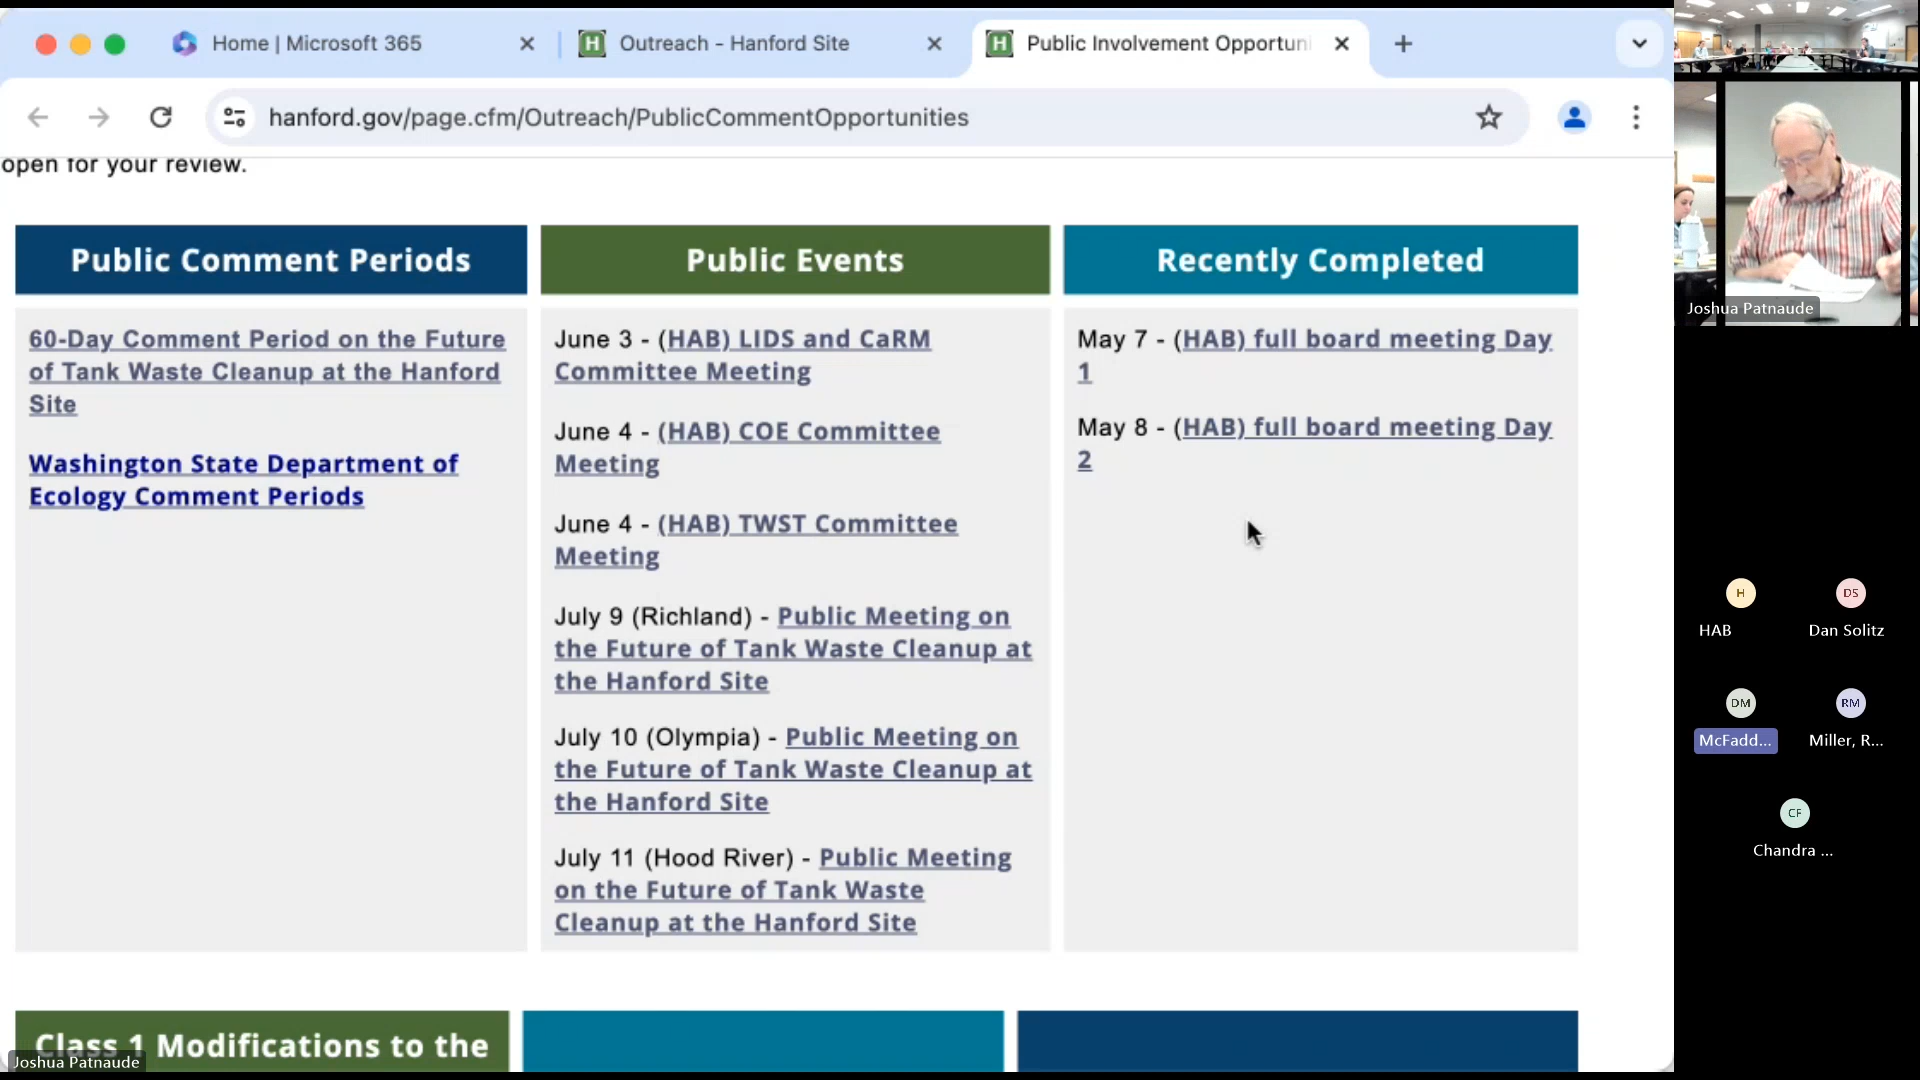 Home | Microsoft 365
Outreach - Hanford Site
Public Involvement Opportuni
hanford.gov/page.cfm/Outreach/PublicCommentOpportunities
open for your review.
Public Comment Periods
60-Day Comment Period on the Future
of Tank Waste Cleanup at the Hanford
Site
Washington State Department of
Ecology Comment Periods
Public Events
June 3 - (HAB) LIDS and CaRM
Committee Meeting
June 4 - (HAB) COE Committee
Meeting
June 4 - (HAB) TWST Committee
Meeting
July 9 (Richland) - Public Meeting on
the Future of Tank Waste Cleanup at
the Hanford Site
July 10 (Olympia) - Public Meeting on
the Future of Tank Waste Cleanup at
the Hanford Site
July 11 (Hood River) - Public Meeting
on the Future of Tank Waste
Cleanup at the Hanford Site
Recently Completed
May 7 - (HAB) full board meeting Day
1
May 8 - (HAB) full board meeting Day
2
Class 1 Modifications to the
Joshua Patnaude
Joshua Patnaude
H
HAB
DS
Dan Solitz
DM
McFadd...
RM
Miller, R...
CF
Chandra ...